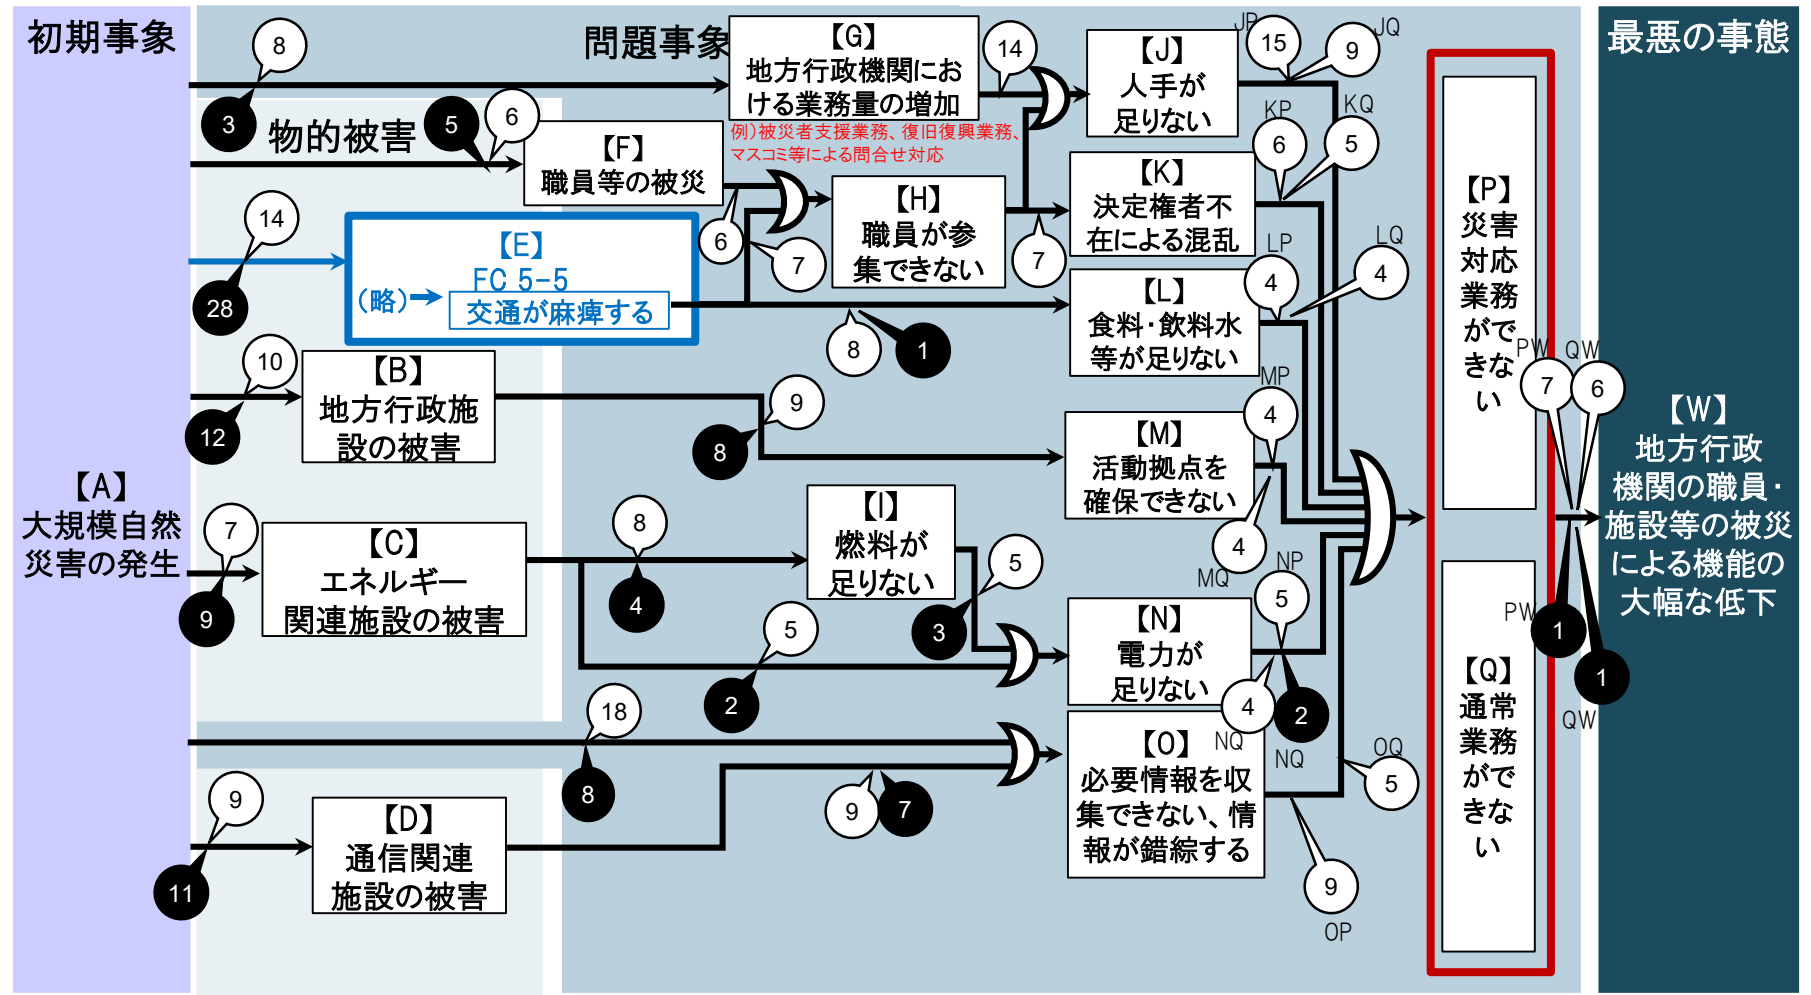 初期事象
問題事象
最悪の事態
物的被害
【A】
大規模自然
災害の発生
8
3
5
6
14
28
10
12
7
9
9
11
【G】
地方行政機関にお
ける業務量の増加
例）被災者支援業務、復旧復興業務、
マスコミ等による問合せ対応
【F】
職員等の被災
【E】
FC 5-5
（略）
交通が麻痺する
【B】
地方行政施
設の被害
【C】
エネルギー
関連施設の被害
【D】
通信関連
施設の被害
【H】
職員が参
集できない
【I】
燃料が
足りない
14
6
7
7
8
1
9
8
8
4
5
3
5
2
18
8
9
7
【J】
人手が
足りない
【K】
決定権者不
在による混乱
【L】
食料・飲料水
等が足りない
【M】
活動拠点を
確保できない
【N】
電力が
足りない
【O】
必要情報を収
集できない、情
報が錯綜する
JP
15
JQ
9
KP
6
KQ
5
LP
4
LQ
4
MP
4
4
MQ
NP
5
4
NQ
2
NQ
OQ
5
9
OP
【P】
災害
対応
業務
がで
きな
い
【Q】
通常
業務
がで
きな
い
PW
7
QW
6
PW
1
1
QW
【W】
地方行政
機関の職員・
施設等の被災
による機能の
大幅な低下